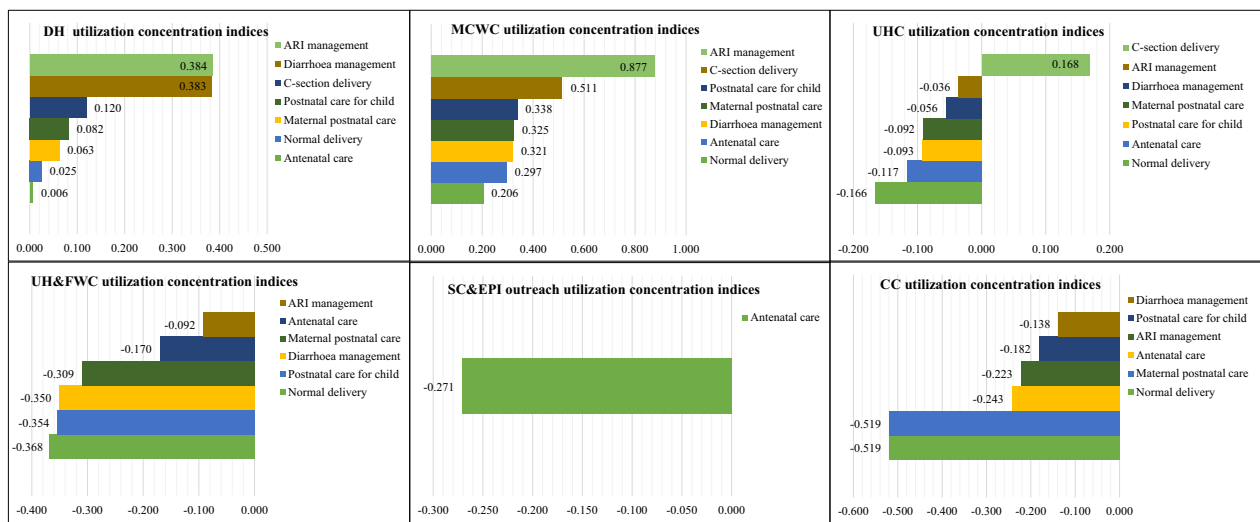 DH utilization concentration indices
ARI management
Diarrhoea management
C-section delivery
Postnatal care for child
Maternal postnatal care
Normal delivery
Antenatal care
0.384
0.383
0.120
0.082
0.063
0.025
0.006
0.000 0.100 0.200 0.300 0.400 0.500
MCWC utilization concentration indices
ARI management
C-section delivery
Postnatal care for child
Maternal postnatal care
Diarrhoea management
Antenatal care
Normal delivery
0.877
0.511
0.338
0.325
0.321
0.297
0.206
0.000 0.200 0.400 0.600 0.800 1.000
UHC utilization concentration indices
C-section delivery
ARI management
Diarrhoea management
Maternal postnatal care
Postnatal care for child
Antenatal care
Normal delivery
0.168
-0.036
-0.056
-0.092
-0.093
-0.117
-0.166
-0.200 -0.100 0.000 0.100 0.200
UH&FWC utilization concentration indices
ARI management
Antenatal care
Maternal postnatal care
Diarrhoea management
Postnatal care for child
Normal delivery
-0.092
-0.170
-0.309
-0.350
-0.354
-0.368
-0.400 -0.300 -0.200 -0.100 0.000
SC&EPI outreach utilization concentration indices
Antenatal care
-0.271
-0.300 -0.250 -0.200 -0.150 -0.100 -0.050 0.000
CC utilization concentration indices
Diarrhoea management
Postnatal care for child
ARI management
Antenatal care
Maternal postnatal care
Normal delivery
-0.138
-0.182
-0.223
-0.243
-0.519
-0.519
-0.600 -0.500 -0.400 -0.300 -0.200 -0.100 0.000